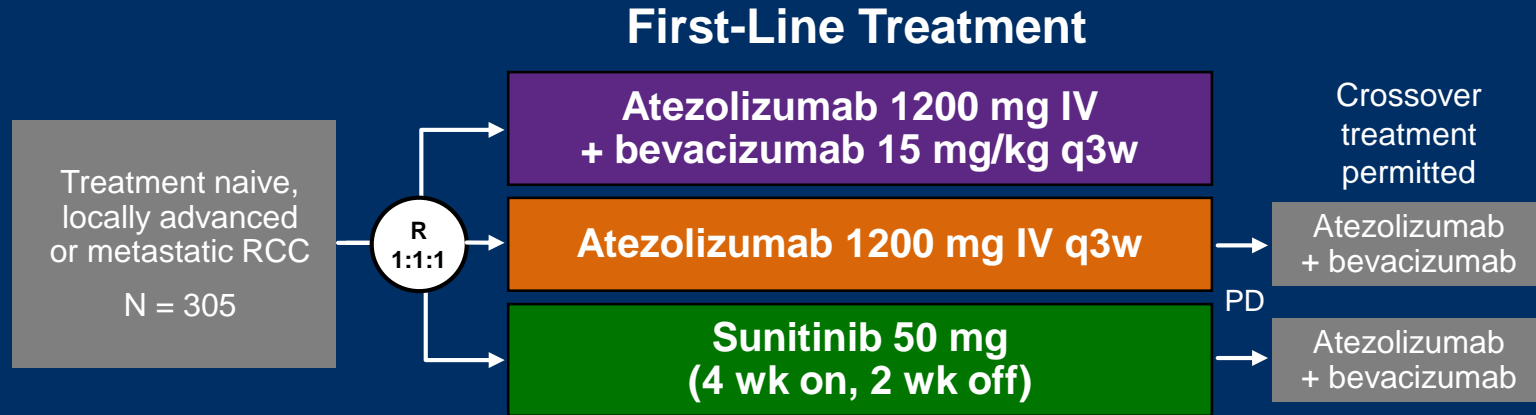 First-Line Treatment
Treatment naive,
locally advanced
or metastatic RCC
N = 305
R
1:1:1
Atezolizumab 1200 mg IV
+ bevacizumab 15 mg/kg q3w
Atezolizumab 1200 mg IV q3w
Sunitinib 50 mg
(4 wk on, 2 wk off)
PD
Crossover
treatment
permitted
Atezolizumab
+ bevacizumab
Atezolizumab
+ bevacizumab